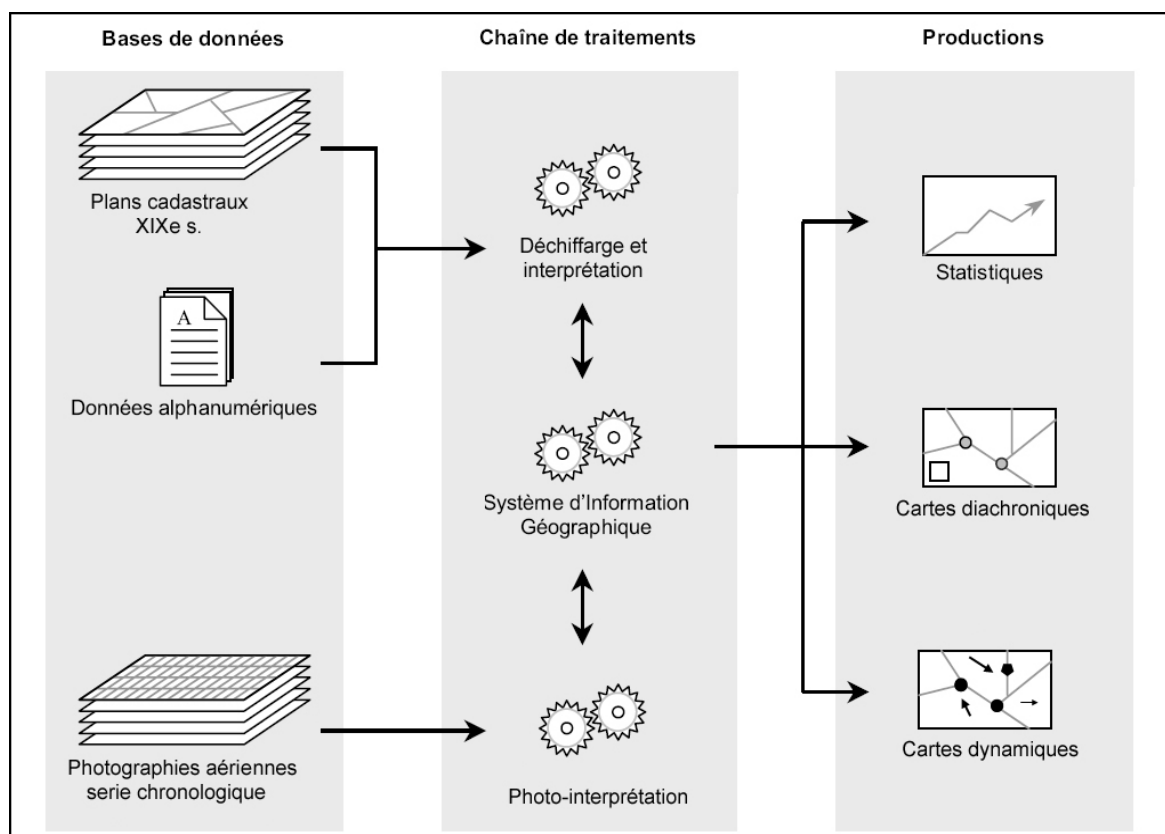 Bases de données
Chaîne de traitements
Productions
Plans cadastraux
XIXe s.
A
Données alphanumériques
Photographies aériennes
serie chronologique
Déchiffarge et
interprétation
Système d'Information
Géographique
Photo-interprétation
Statistiques
Cartes diachroniques
Cartes dynamiques